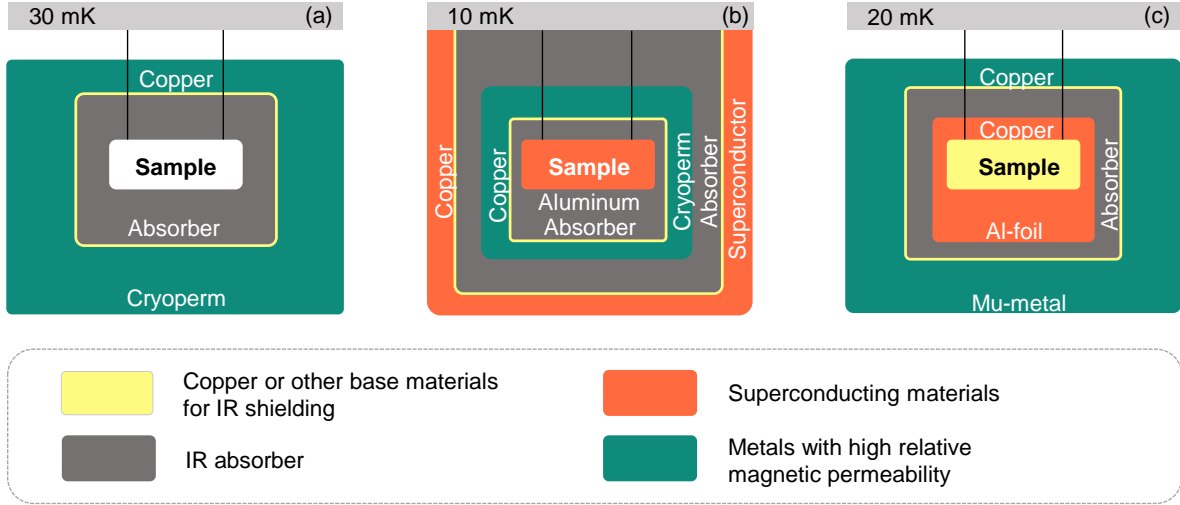 30 mK (a)
Copper
Sample
Absorber
Cryoperm
10 mK (b)
Copper
Copper
Sample
Aluminum
Absorber
Cryoperm
Absorber
Superconductor
20 mK (c)
Copper
Copper
Sample
Absorber
Al-foil
Mu-metal
Copper or other base materials
for IR shielding
Superconducting materials
IR absorber
Metals with high relative
magnetic permeability